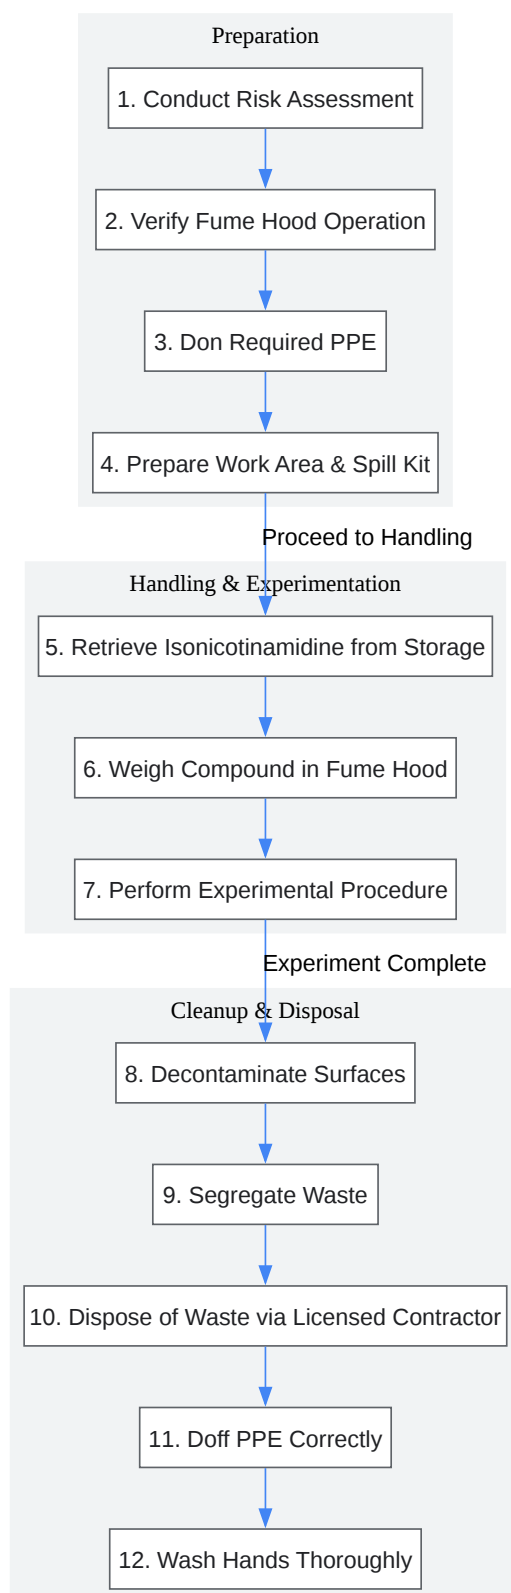 Preparation
1. Conduct Risk Assessment
2. Verify Fume Hood Operation
3. Don Required PPE
4. Prepare Work Area & Spill Kit
Proceed to Handling
Handling & Experimentation
5. Retrieve Isonicotinamidine from Storage
6. Weigh Compound in Fume Hood
7. Perform Experimental Procedure
Experiment Complete
Cleanup & Disposal
8. Decontaminate Surfaces
9. Segregate Waste
10. Dispose of Waste via Licensed Contractor
11. Doff PPE Correctly
12. Wash Hands Thoroughly